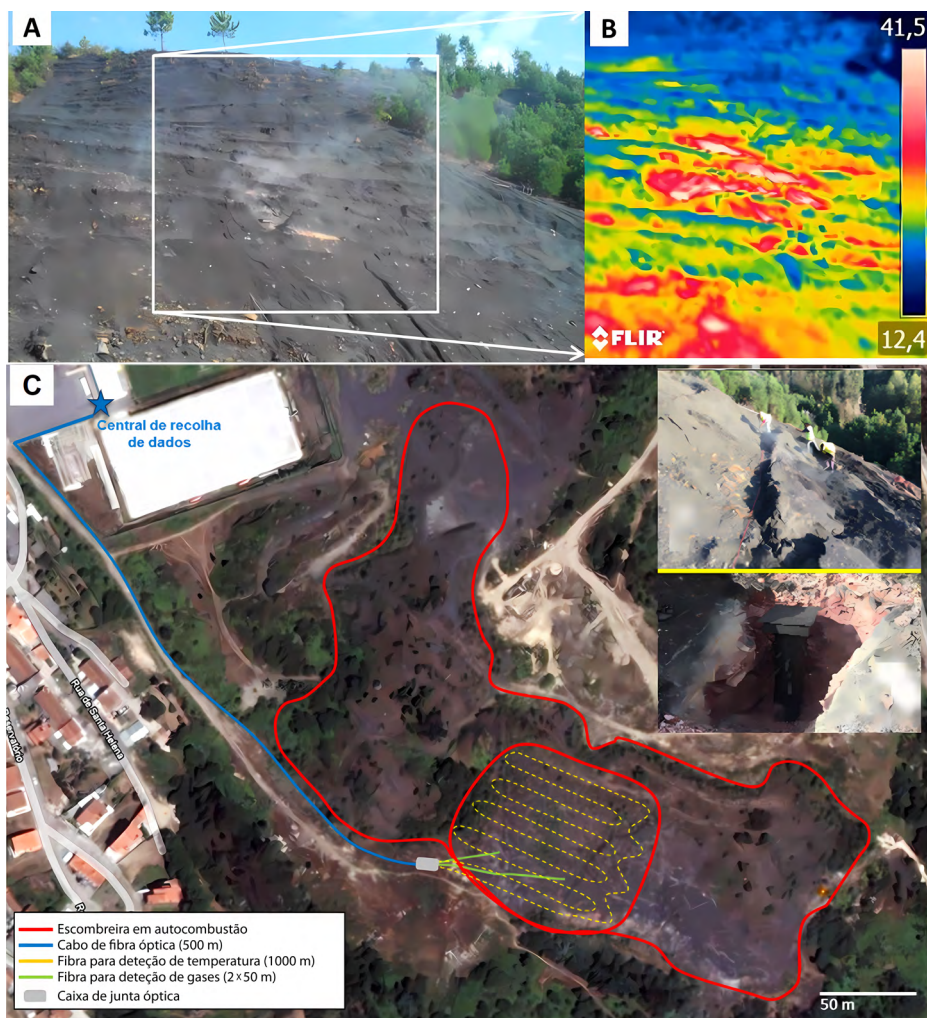 A
B
41,5
FLIR
12,4
C
Central de recolha
de dados
Rua de Santa Helena
Reservatório
Escombreira em autocombustão
Cabo de fibra óptica (500 m)
Fibra para deteção de temperatura (1000 m)
Fibra para deteção de gases (2×50 m)
Caixa de junta óptica
50 m